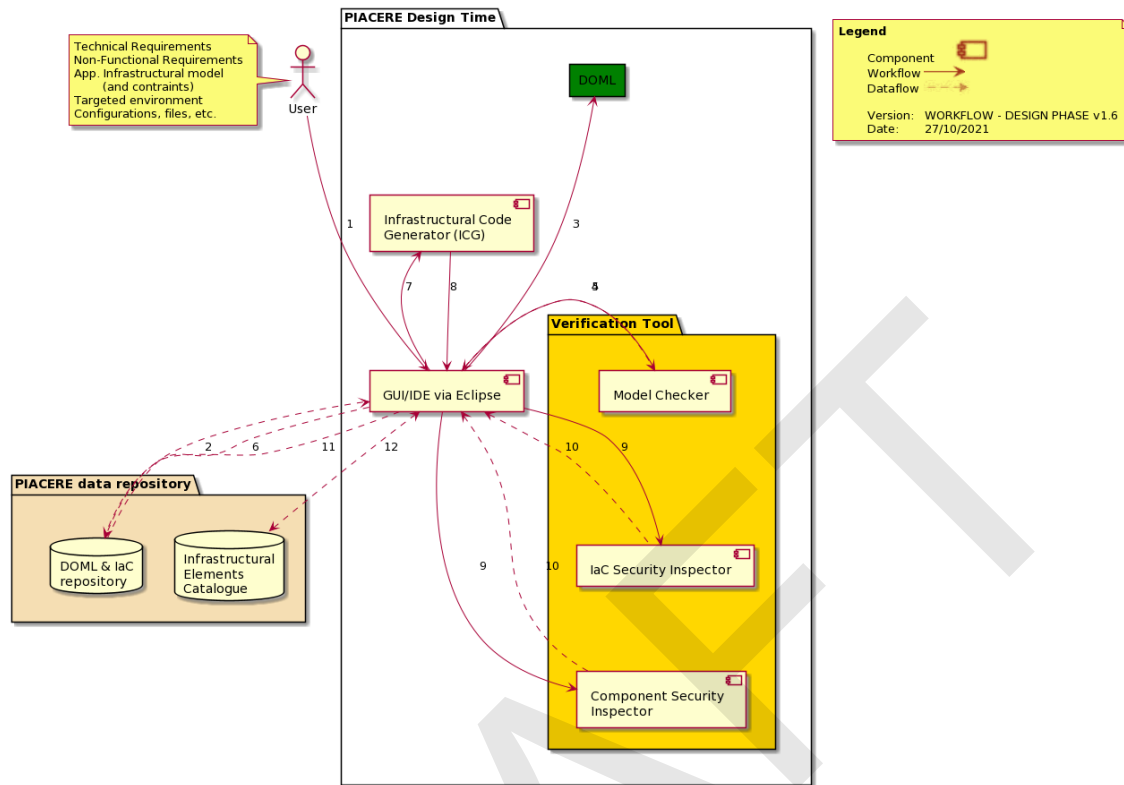 PIACERE Design Time
Technical Requirements
Non-Functional Requirements
App. Infrastructural model
(and contraints)
Targeted environment
Configurations, files, etc.
User
DOML
Legend
Component
Workflow
Dataflow
Version: WORKFLOW - DESIGN PHASE v1.6
Date: 27/10/2021
Infrastructural Code
Generator (ICG)
1
3
7
8
Verification Tool
GUI/IDE via Eclipse
Model Checker
2
6
11
12
10
9
PIACERE data repository
DOML & IaC
repository
Infrastructural
Elements
Catalogue
9
10
IaC Security Inspector
Component Security
Inspector